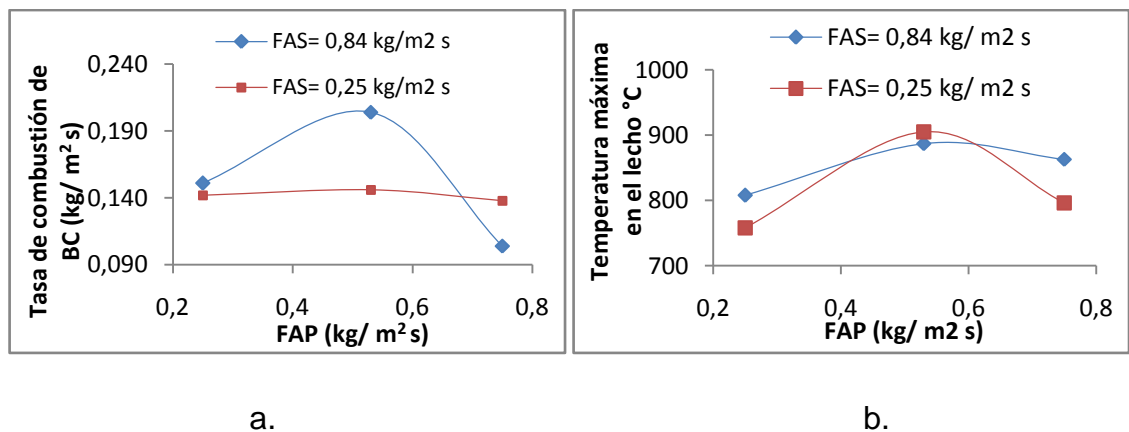 FAS= 0,84 kg/m2 s
FAS= 0,25 kg/m2 s
Tasa de combustión de
BC (kg/ m² s)
0,240
0,190
0,140
0,090
0,2 0,4 0,6 0,8
FAP (kg/ m² s)
a.
FAS= 0,84 kg/ m2 s
FAS= 0,25 kg/ m2 s
Temperatura máxima
en el lecho °C
1000
900
800
700
0,2 0,4 0,6 0,8
FAP (kg/ m2 s)
b.